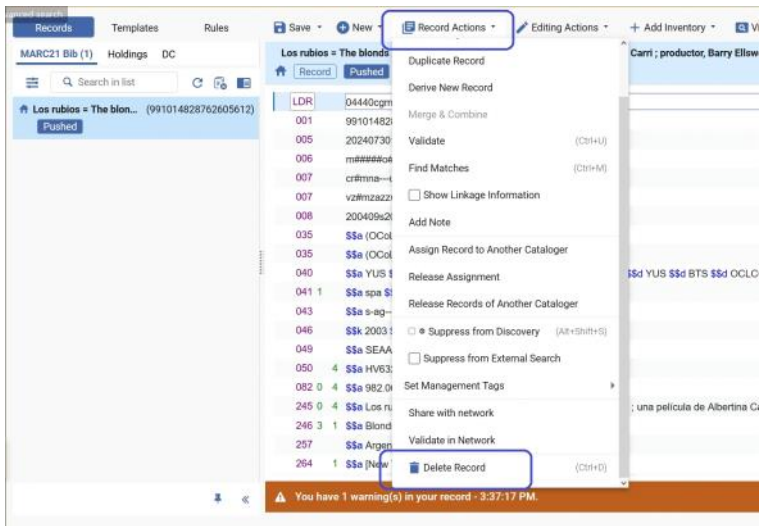 Records Templates Rules Save New Record Actions Editing Actions + Add Inventory
MARC21 Bib (1) Holdings DC
Los rubios = The blonds Carri ; productor, Barry Ellsw
Search in list
Record Pushed
Los rubios = The blon... (991014828762605612)
Pushed
Duplicate Record
Derive New Record
Merge & Combine
Validate (Ctrl+U)
Find Matches (Ctrl+M)
Show Linkage Information
Add Note
Assign Record to Another Cataloger
Release Assignment
Release Records of Another Cataloger
Suppress from Discovery (Alt+Shift+S)
Suppress from External Search
Set Management Tags
Share with network
Validate in Network
Delete Record (Ctrl+D)
LDR 04440cgm
001 99101482
005 20240730
006 m#####o#
007 cr#mna---
007 vz#mzazz
008 200409s20
035 $$a (OCoL
035 $$a (OCoL
040 $$a YUS $ $$d YUS $$d BTS $$d OCLC
041 1 $$a spa $
043 $$a s-ag--
046 $$k 2003
049 $$a SEAA
050 4 $$a HV63
082 0 4 $$a 982.0
245 0 4 $$a Los ru ; una película de Albertina Ca
246 3 1 $$a Blond
257 $$a Argen
264 1 $$a [New
You have 1 warning(s) in your record - 3:37:17 PM.